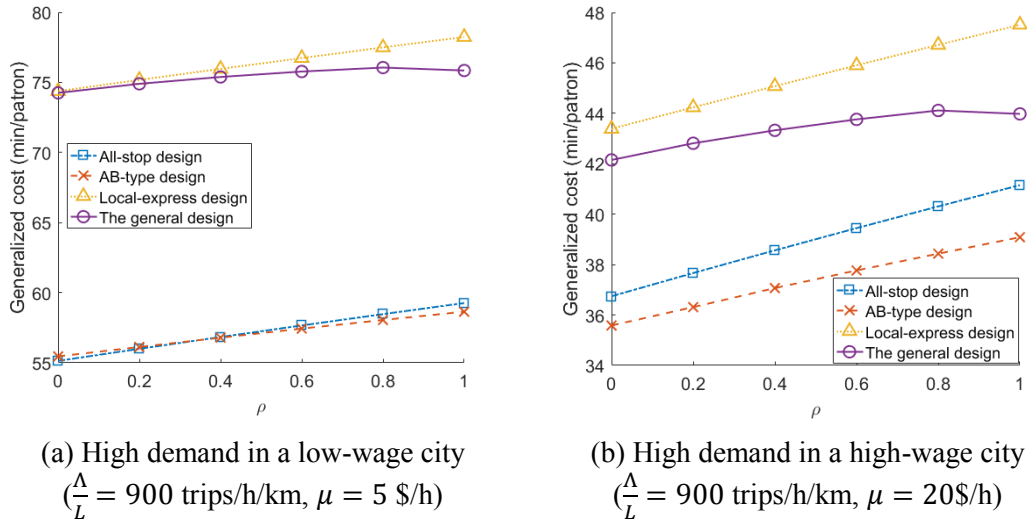 80
75
70
65
60
55
Generalized cost (min/patron)
All-stop design
AB-type design
Local-express design
The general design
0 0.2 0.4 0.6 0.8 1
ρ
(a) High demand in a low-wage city
(Λ/L = 900 trips/h/km, μ = 5 $/h)
48
46
44
42
40
38
36
34
Generalized cost (min/patron)
All-stop design
AB-type design
Local-express design
The general design
0 0.2 0.4 0.6 0.8 1
ρ
(b) High demand in a high-wage city
(Λ/L = 900 trips/h/km, μ = 20$/h)